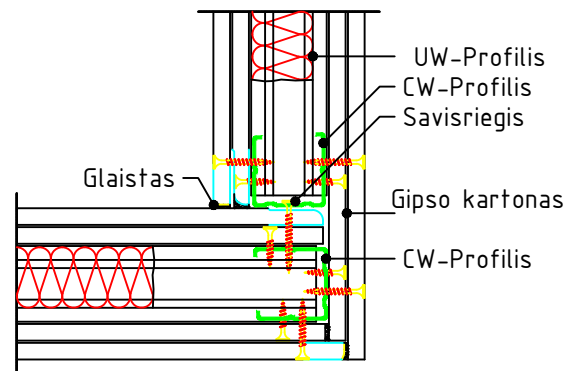 UW-Profilis
CW-Profilis
Savisriegis
Glaistas
Gipso kartonas
CW-Profilis